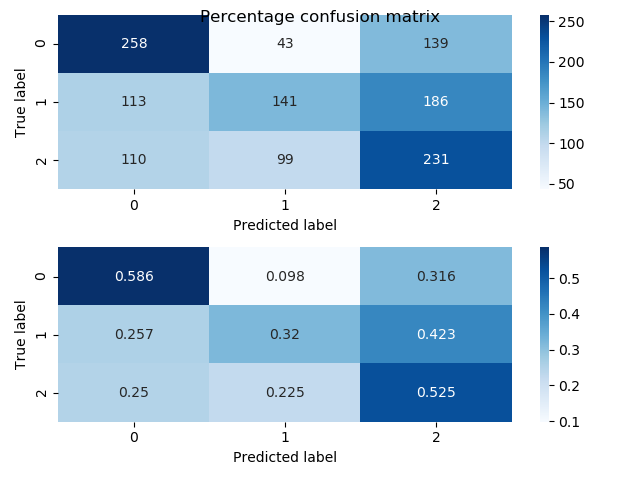 Percentage confusion matrix
0 258 43 139
1 113 141 186
2 110 99 231
0 1 2
True label
Predicted label
250
200
150
100
50
0 0.586 0.098 0.316
1 0.257 0.32 0.423
2 0.25 0.225 0.525
0 1 2
True label
Predicted label
0.5
0.4
0.3
0.2
0.1